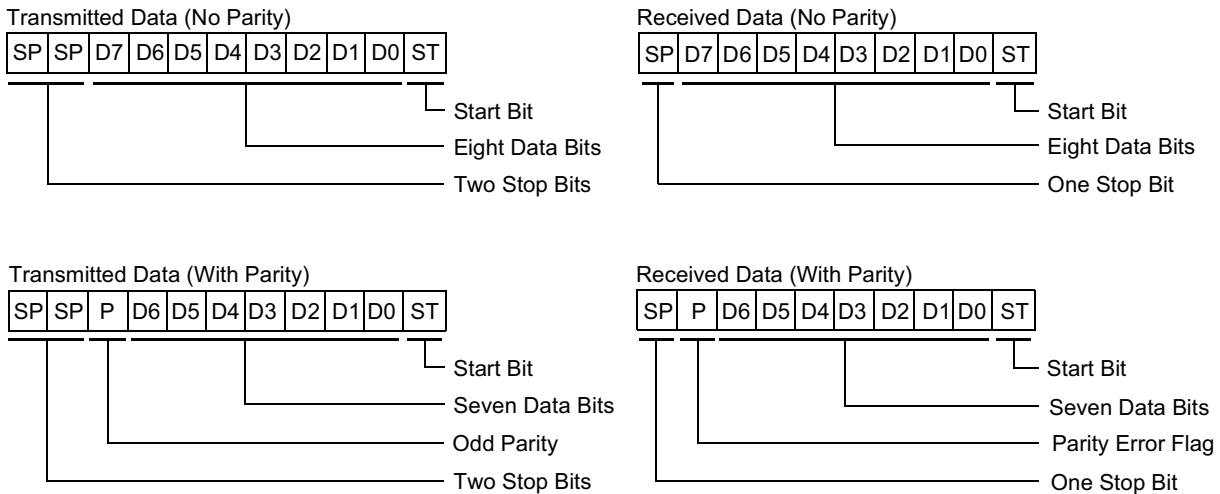 Transmitted Data (No Parity)
SP SP D7 D6 D5 D4 D3 D2 D1 D0 ST
Start Bit
Eight Data Bits
Two Stop Bits
Received Data (No Parity)
SP D7 D6 D5 D4 D3 D2 D1 D0 ST
Start Bit
Eight Data Bits
One Stop Bit
Transmitted Data (With Parity)
SP SP P D6 D5 D4 D3 D2 D1 D0 ST
Start Bit
Seven Data Bits
Odd Parity
Two Stop Bits
Received Data (With Parity)
SP P D6 D5 D4 D3 D2 D1 D0 ST
Start Bit
Seven Data Bits
Parity Error Flag
One Stop Bit